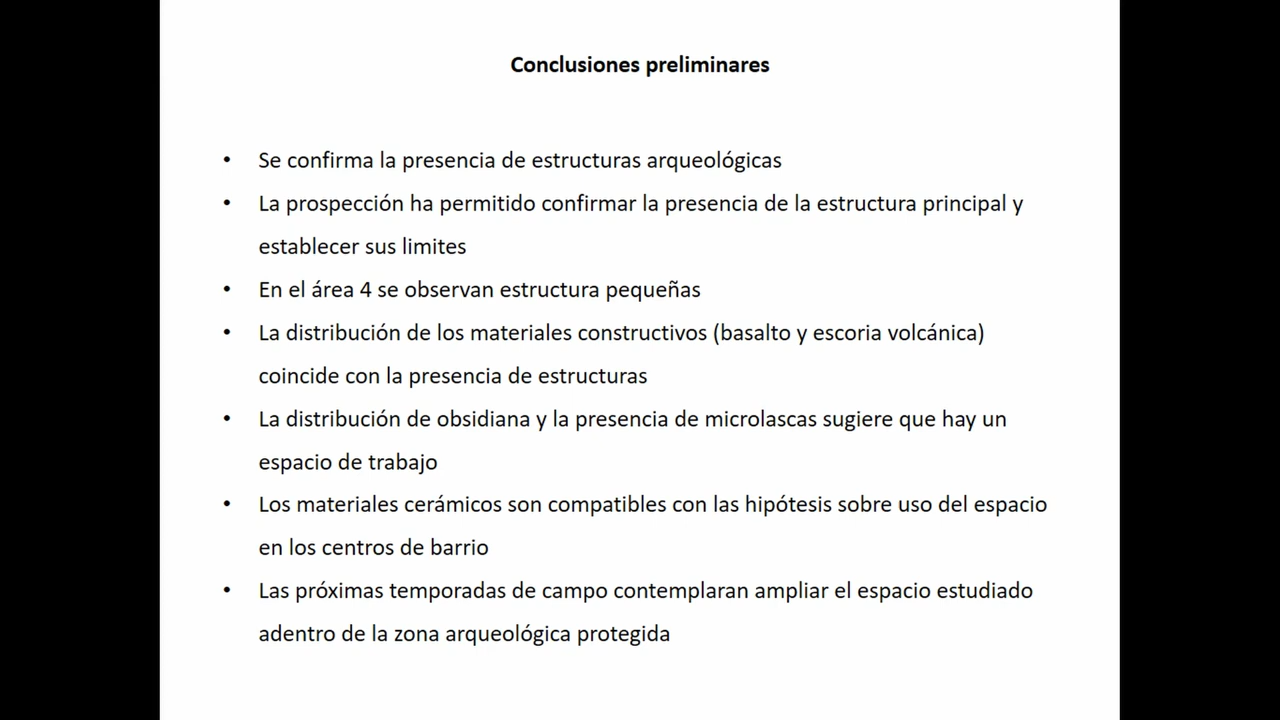 Conclusiones preliminares
• Se confirma la presencia de estructuras arqueológicas
• La prospección ha permitido confirmar la presencia de la estructura principal y
establecer sus limites
• En el área 4 se observan estructura pequeñas
• La distribución de los materiales constructivos (basalto y escoria volcánica)
coincide con la presencia de estructuras
• La distribución de obsidiana y la presencia de microlascas sugiere que hay un
espacio de trabajo
• Los materiales cerámicos son compatibles con las hipótesis sobre uso del espacio
en los centros de barrio
• Las próximas temporadas de campo contemplaran ampliar el espacio estudiado
adentro de la zona arqueológica protegida